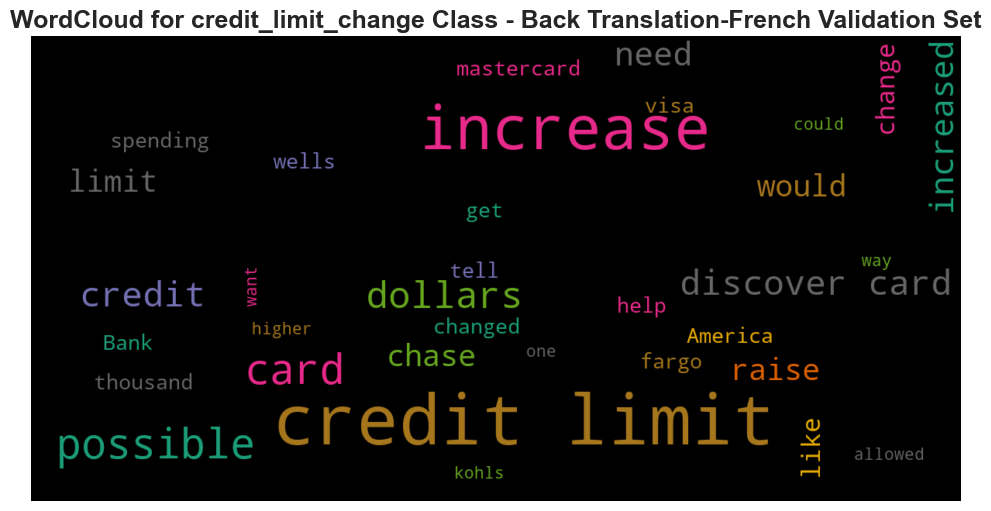 WordCloud for credit_limit_change Class - Back Translation-French Validation Set
need
mastercard
change
increased
visa
increase
could
spending
wells
limit
would
get
way
tell
discover card
credit
want
dollars
help
higher
changed
America
Bank
chase
one
fargo
card
raise
thousand
credit limit
possible
like
allowed
kohls